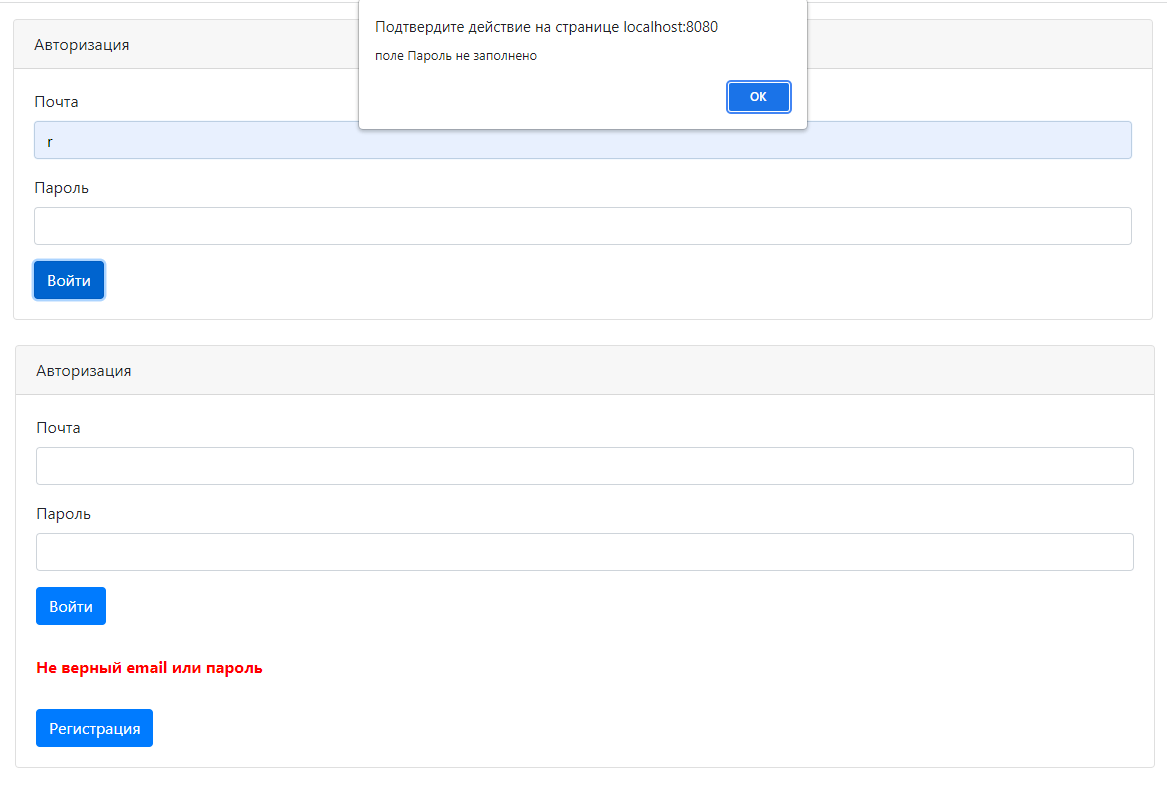 Подтвердите действие на странице localhost:8080
поле Пароль не заполнено
ОК
Авторизация
Почта
r
Пароль
Войти
Авторизация
Почта
Пароль
Войти
Не верный email или пароль
Регистрация